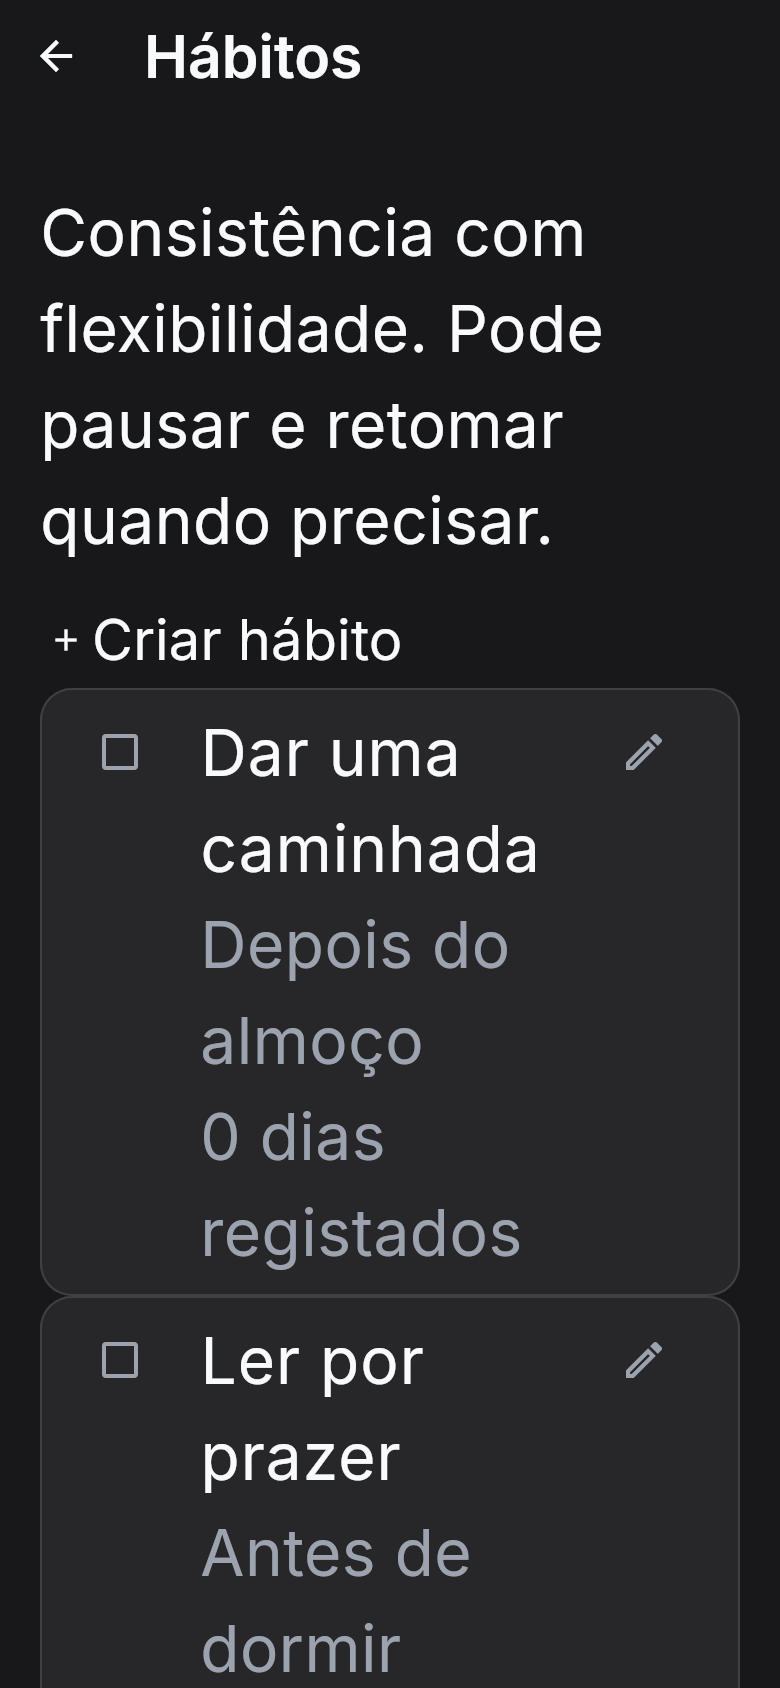 Hábitos
Consistência com
flexibilidade. Pode
pausar e retomar
quando precisar.
+ Criar hábito
Dar uma
caminhada
Depois do
almoço
0 dias
registados
Ler por
prazer
Antes de
dormir